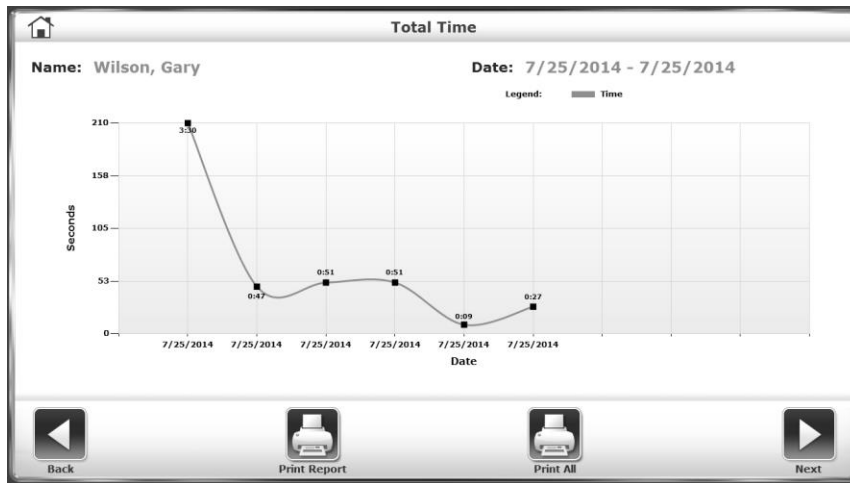 Total Time
Name: Wilson, Gary
Date: 7/25/2014 - 7/25/2014
Legend: Time
210
158
105
53
0
Seconds
3:30
0:47
0:51
0:51
0:09
0:27
7/25/2014 7/25/2014 7/25/2014 7/25/2014 7/25/2014 7/25/2014
Date
Back
Print Report
Print All
Next